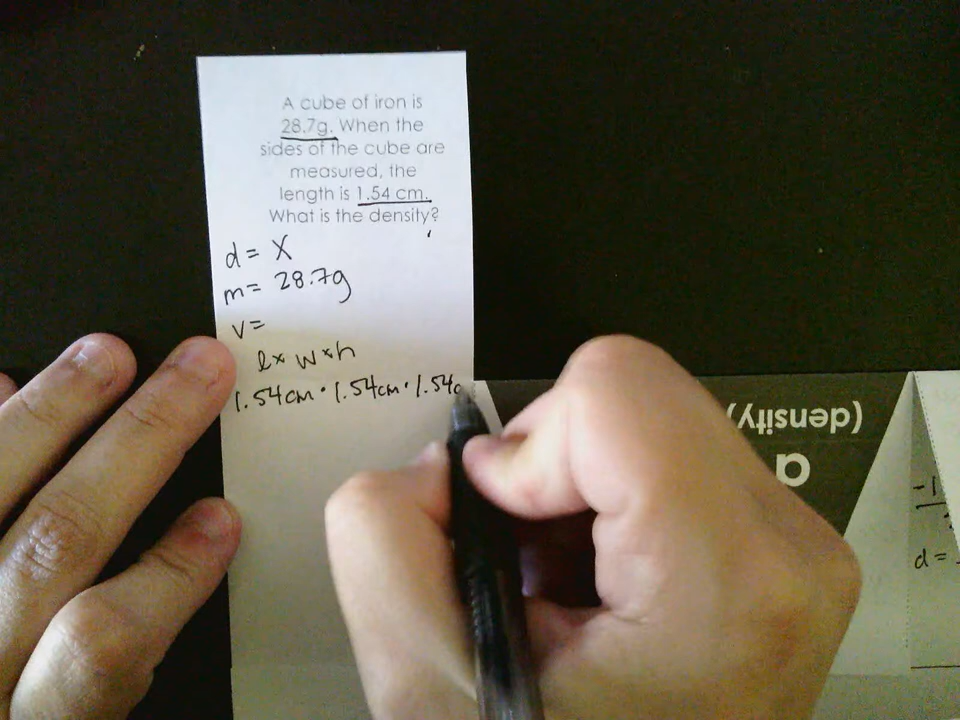 A cube of iron is
28.7g. When the
sides of the cube are
measured, the
length is 1.54 cm.
What is the density?
d = X
m = 28.7g
v =
l × w × h
1.54cm · 1.54cm · 1.54c
(density)
d
d =